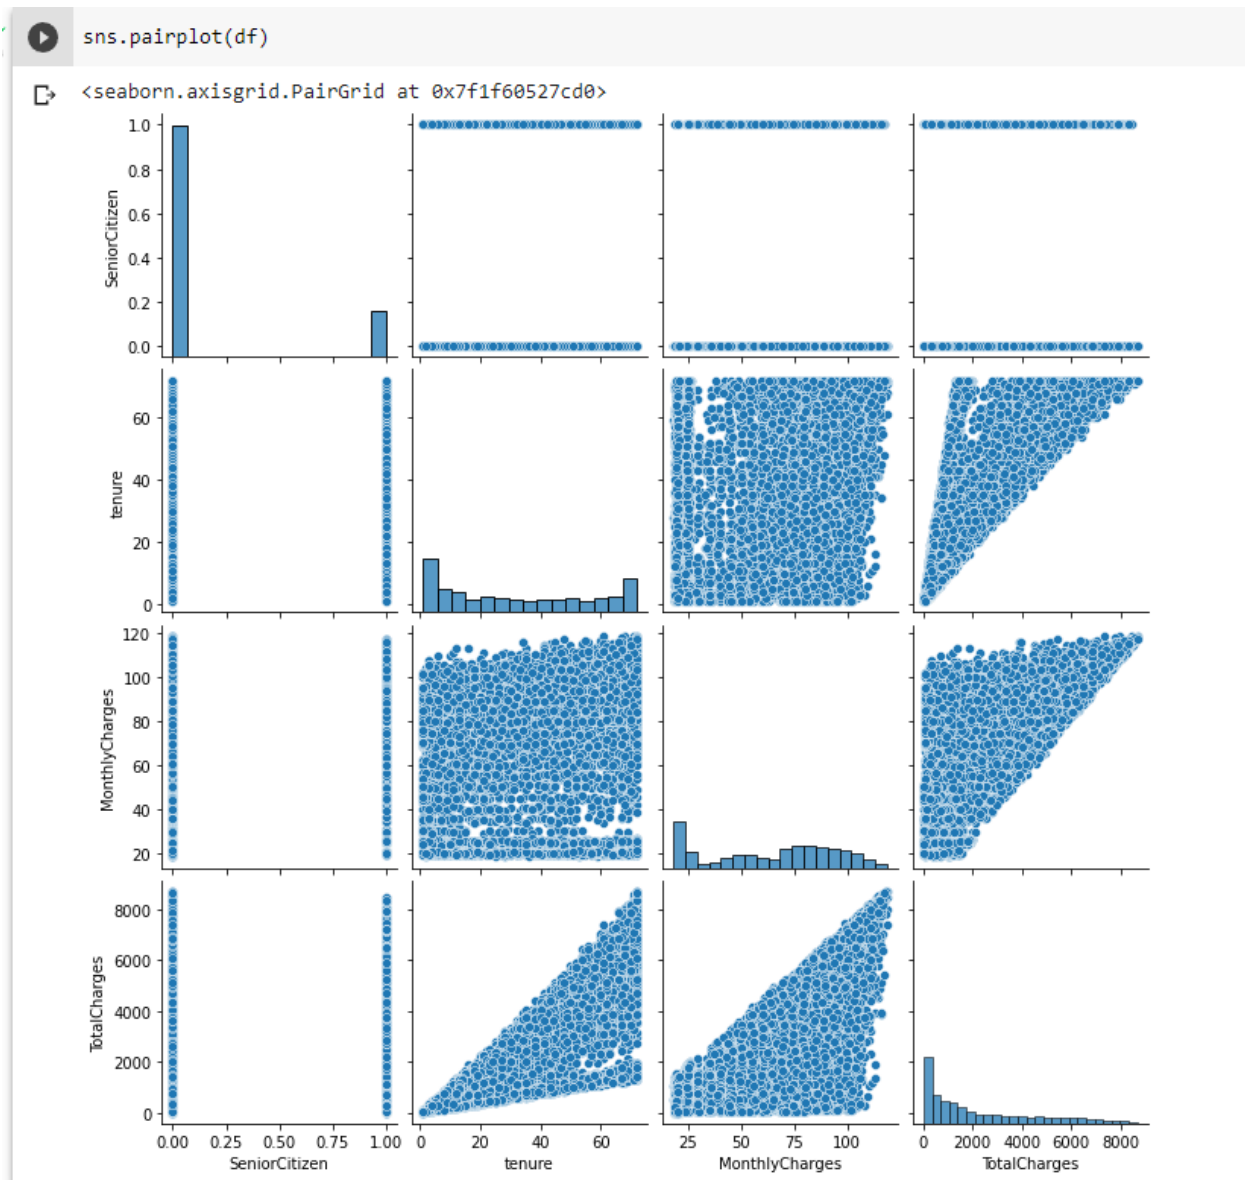 sns.pairplot(df)
<seaborn.axisgrid.PairGrid at 0x7f1f60527cd0>
1.0
0.8
0.6
0.4
0.2
0.0
SeniorCitizen
60
40
20
0
tenure
120
100
80
60
40
20
MonthlyCharges
8000
6000
4000
2000
0
TotalCharges
0.00 0.25 0.50 0.75 1.00
SeniorCitizen
0 20 40 60
tenure
25 50 75 100
MonthlyCharges
0 2000 4000 6000 8000
TotalCharges